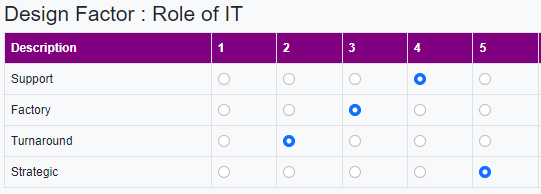 Design Factor : Role of IT
Description 1 2 3 4 5
Support
Factory
Turnaround
Strategic